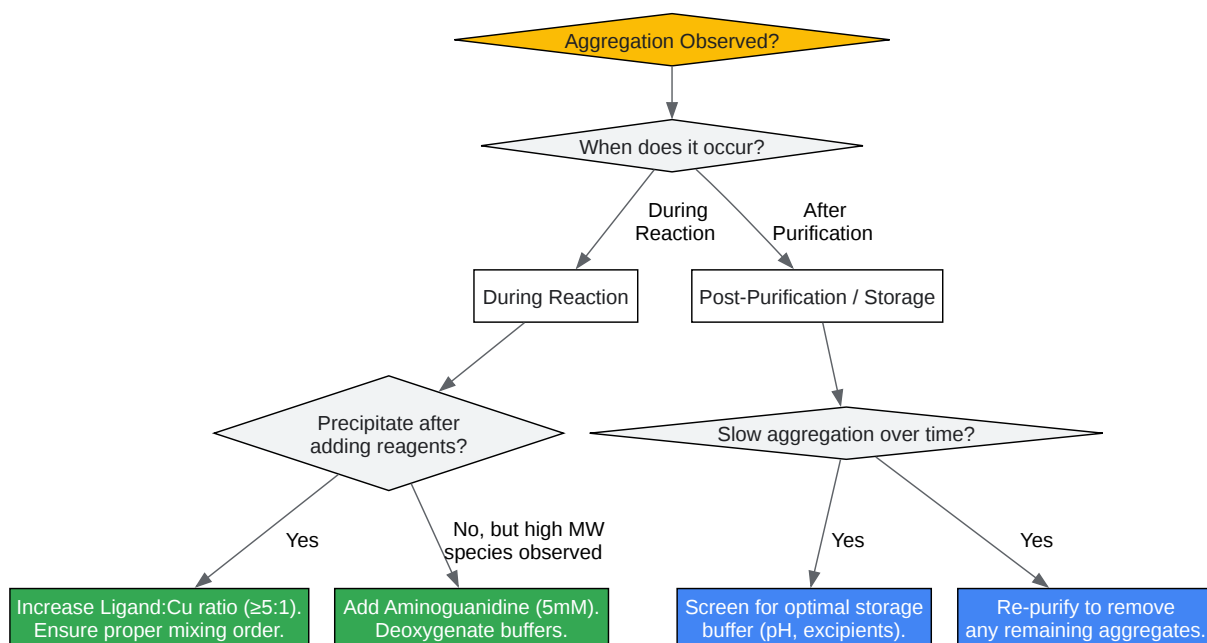 Aggregation Observed?
When does it occur?
During
Reaction
After
Purification
During Reaction
Post-Purification / Storage
Precipitate after
adding reagents?
Slow aggregation over time?
Yes
No, but high MW
species observed
Yes
Yes
Increase Ligand:Cu ratio (≥5:1).
Ensure proper mixing order.
Add Aminoguanidine (5mM).
Deoxygenate buffers.
Screen for optimal storage
buffer (pH, excipients).
Re-purify to remove
any remaining aggregates.